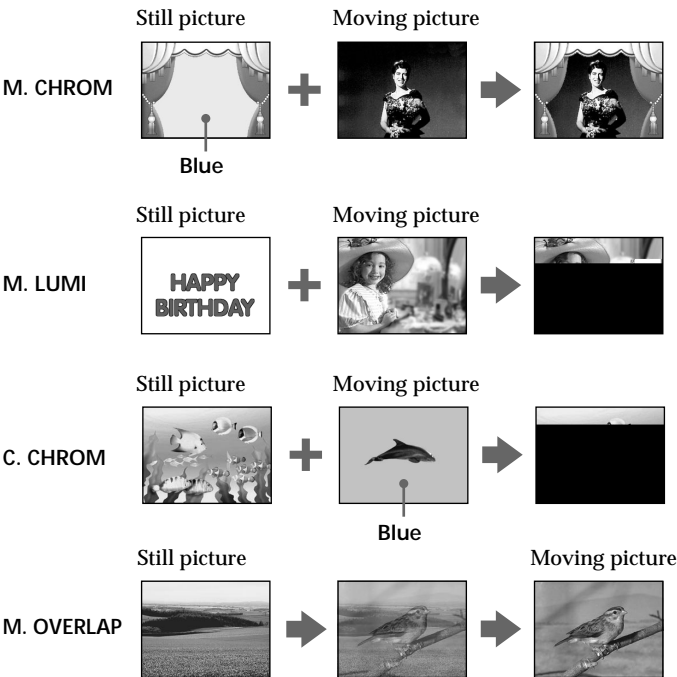 Still picture Moving picture
M. CHROM
Blue
Still picture Moving picture
M. LUMI
HAPPY
BIRTHDAY
Still picture Moving picture
C. CHROM
Blue
Still picture Moving picture
M. OVERLAP